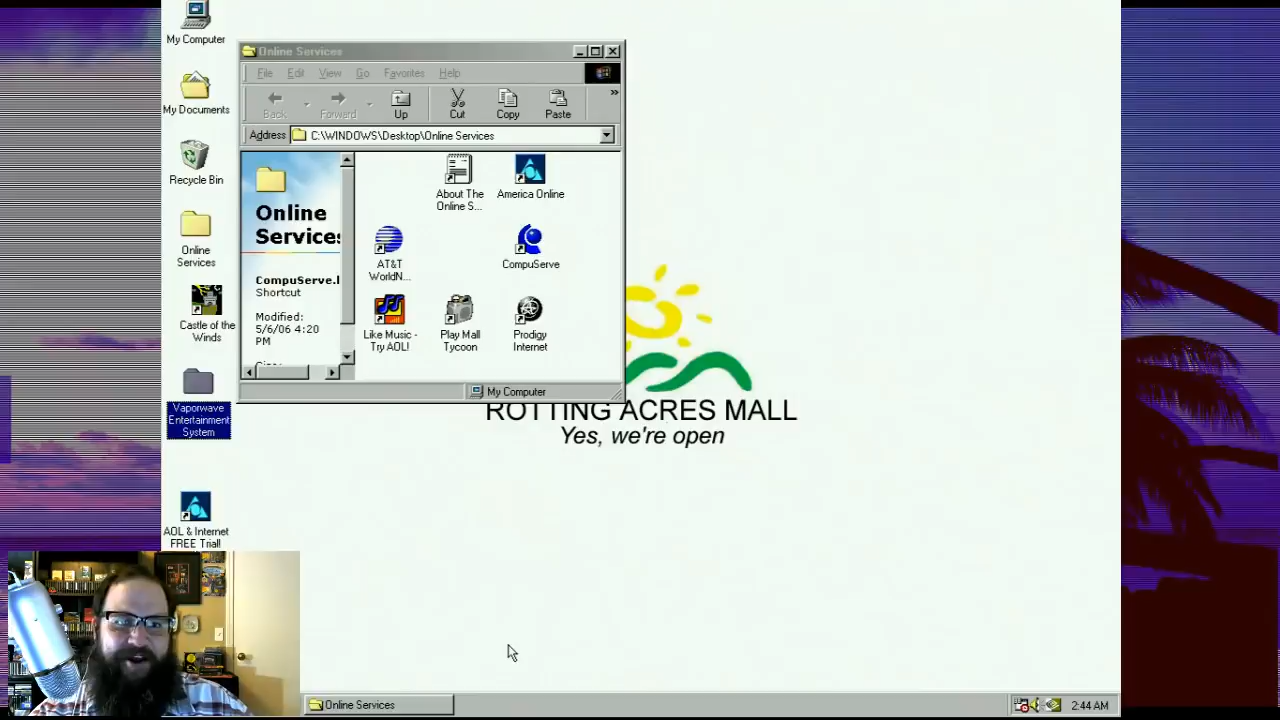 My Computer
My Documents
Recycle Bin
Online
Services
Castle of the
Winds
Vaporwave
Entertainment
System
AOL & Internet
FREE Trial!
Online Services
File Edit View Go Favorites Help
Back Forward Up Cut Copy Paste »
Address C:\WINDOWS\Desktop\Online Services
Online
Services
CompuServe.l
Shortcut
Modified:
5/6/06 4:20
PM
About The
Online S...
America Online
AT&T
WorldN...
CompuServe
Like Music -
Try AOL!
Play Mall
Tycoon
Prodigy
Internet
My Computer
ROTTING ACRES MALL
Yes, we're open
Online Services
2:44 AM